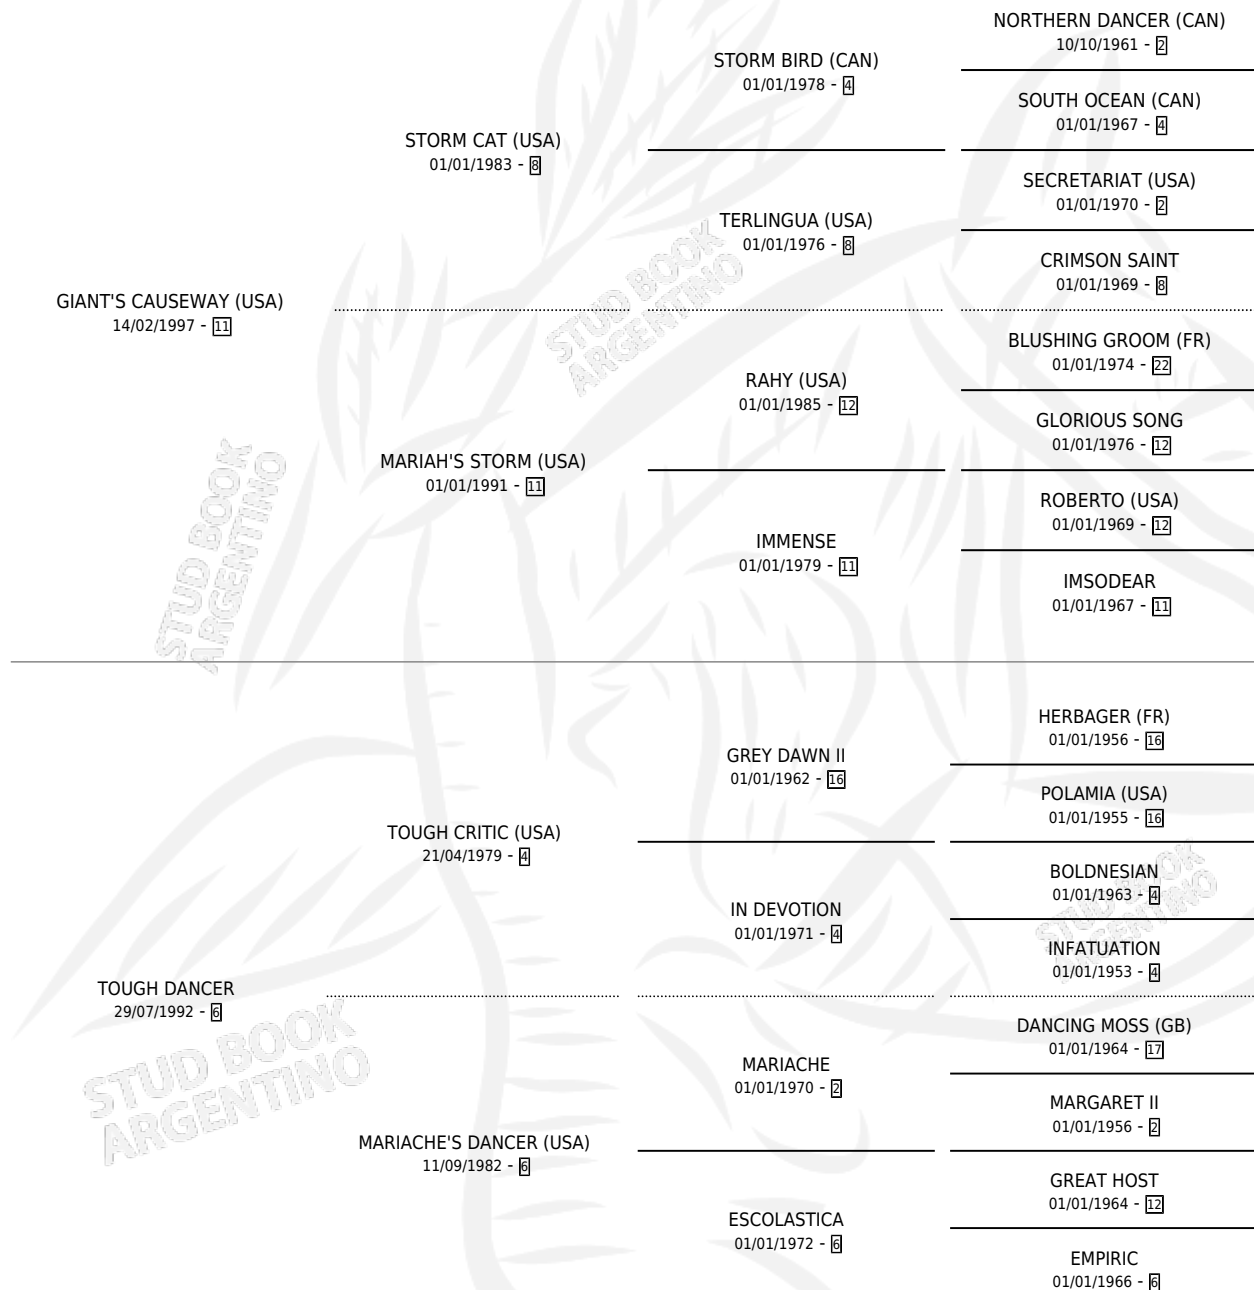 NORTHERN DANCER (CAN)
10/10/1961 - 2
STORM BIRD (CAN)
01/01/1978 - 4
SOUTH OCEAN (CAN)
01/01/1967 - 4
STORM CAT (USA)
01/01/1983 - 8
SECRETARIAT (USA)
01/01/1970 - 2
TERLINGUA (USA)
01/01/1976 - 8
CRIMSON SAINT
01/01/1969 - 8
GIANT'S CAUSEWAY (USA)
14/02/1997 - 11
STUD BOOK
ARGENTINO
BLUSHING GROOM (FR)
01/01/1974 - 22
RAHY (USA)
01/01/1985 - 12
GLORIOUS SONG
01/01/1976 - 12
MARIAH'S STORM (USA)
01/01/1991 - 11
ROBERTO (USA)
01/01/1969 - 12
IMMENSE
01/01/1979 - 11
IMSODEAR
01/01/1967 - 11
STUD BOOK
ARGENTINO
HERBAGER (FR)
01/01/1956 - 16
GREY DAWN II
01/01/1962 - 16
POLAMIA (USA)
01/01/1955 - 16
TOUGH CRITIC (USA)
21/04/1979 - 4
BOLDNESIAN
01/01/1963 - 4
IN DEVOTION
01/01/1971 - 4
INFATUATION
01/01/1953 - 4
STUD BOOK
ARGENTINO
TOUGH DANCER
29/07/1992 - 6
DANCING MOSS (GB)
01/01/1964 - 17
MARIACHE
01/01/1970 - 2
MARGARET II
01/01/1956 - 2
STUD BOOK
ARGENTINO
MARIACHE'S DANCER (USA)
11/09/1982 - 6
GREAT HOST
01/01/1964 - 12
ESCOLASTICA
01/01/1972 - 6
EMPIRIC
01/01/1966 - 6